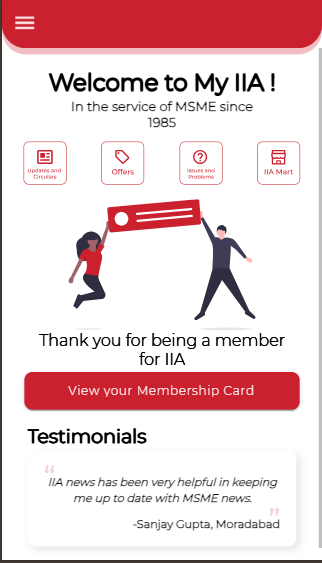 Welcome to My IIA !
In the service of MSME since
1985
Updates and
Circulars
Offers
Issues and
Problems
IIA Mart
Thank you for being a member
for IIA
View your Membership Card
Testimonials
“
IIA news has been very helpful in keeping
me up to date with MSME news.
”
-Sanjay Gupta, Moradabad